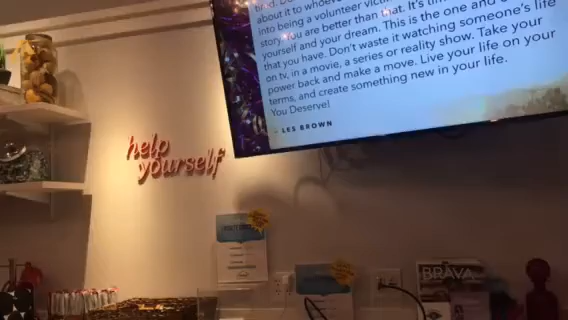 about it to whoever
into being a volunteer victi
story, you are better than that. It's tim
yourself and your dream. This is the one and
that you have. Don't waste it watching someone's life
on tv, in a movie, a series or reality show. Take your
power back and make a move. Live your life on your
terms, and create something new in your life.
You Deserve!
- LES BROWN
help
yourself
BRAVA